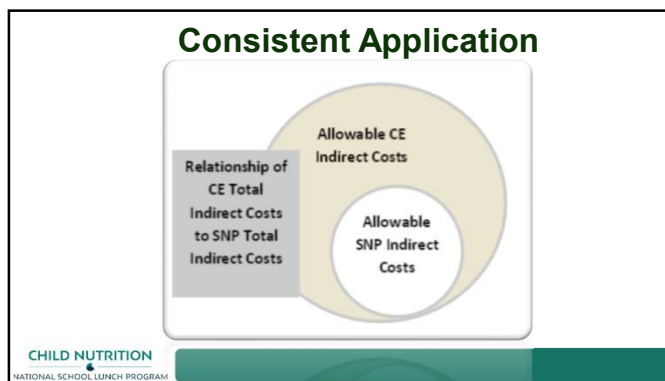 Consistent Application
Relationship of
CE Total
Indirect Costs
to SNP Total
Indirect Costs
Allowable CE
Indirect Costs
Allowable
SNP Indirect
Costs
CHILD NUTRITION
NATIONAL SCHOOL LUNCH PROGRAM